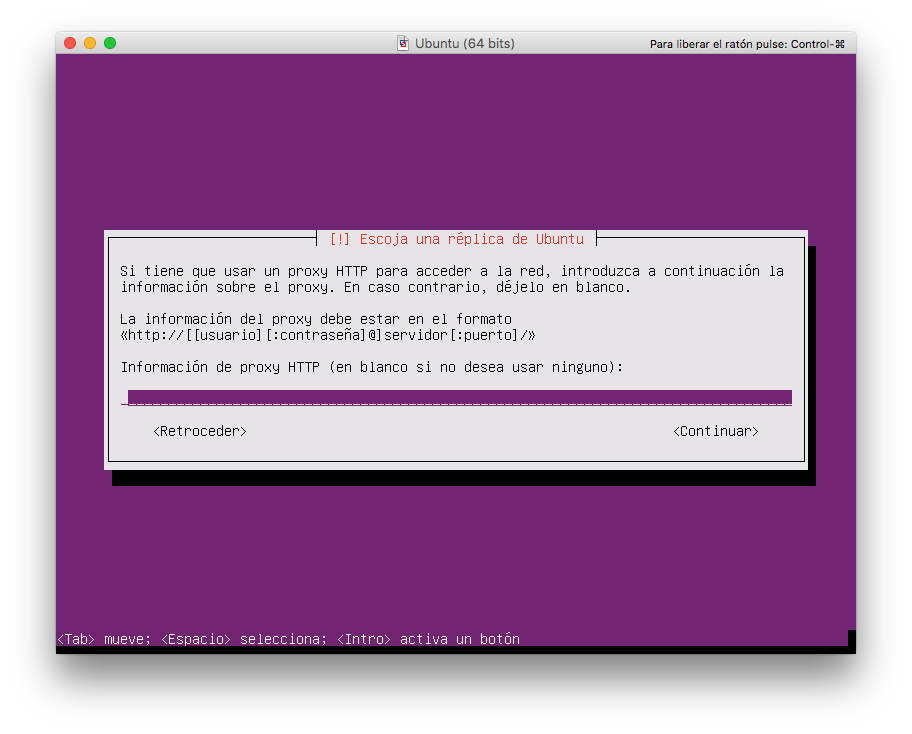 Ubuntu (64 bits)
Para liberar el ratón pulse: Control-⌘
[!] Escoja una réplica de Ubuntu
Si tiene que usar un proxy HTTP para acceder a la red, introduzca a continuación la
información sobre el proxy. En caso contrario, déjelo en blanco.
La información del proxy debe estar en el formato
«http://[[usuario][:contraseña]@]servidor[:puerto]/»
Información de proxy HTTP (en blanco si no desea usar ninguno):
<Retroceder>
<Continuar>
<Tab> mueve; <Espacio> selecciona; <Intro> activa un botón